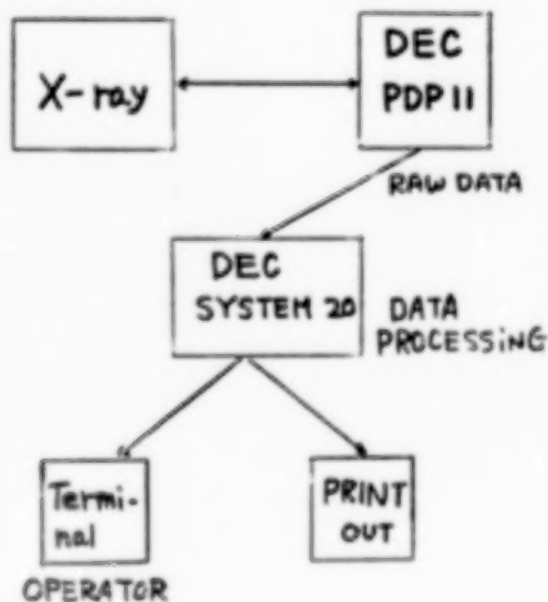 X-ray
DEC
PDP 11
RAW DATA
DEC
SYSTEM 20
DATA
PROCESSING
Termi-
nal
PRINT
OUT
OPERATOR